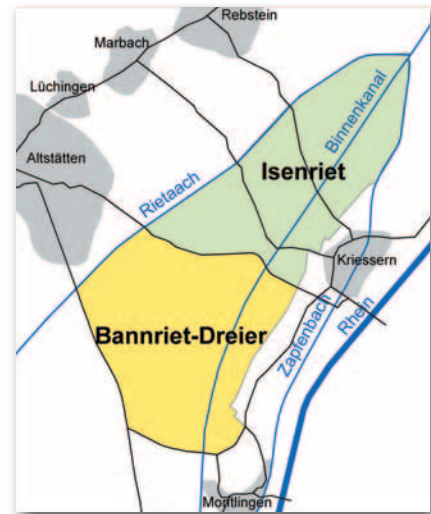 Rebstein
Marbach
Lüchingen
Altstätten
Binnenkanal
Isenriet
Rietaach
Kriessern
Bannriet-Dreier
Zapfenbach
Rhein
Montlingen